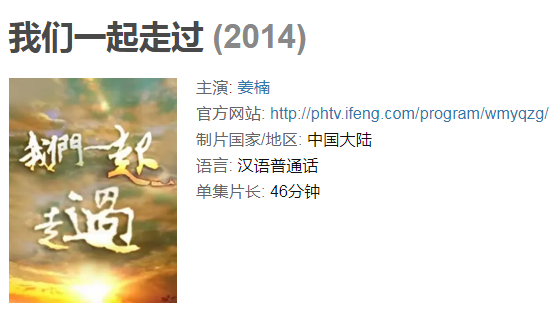 我们一起走过 (2014)
主演: 姜楠
官方网站: http://phtv.ifeng.com/program/wmyqzg/
制片国家/地区: 中国大陆
语言: 汉语普通话
单集片长: 46分钟
我們一起
走過